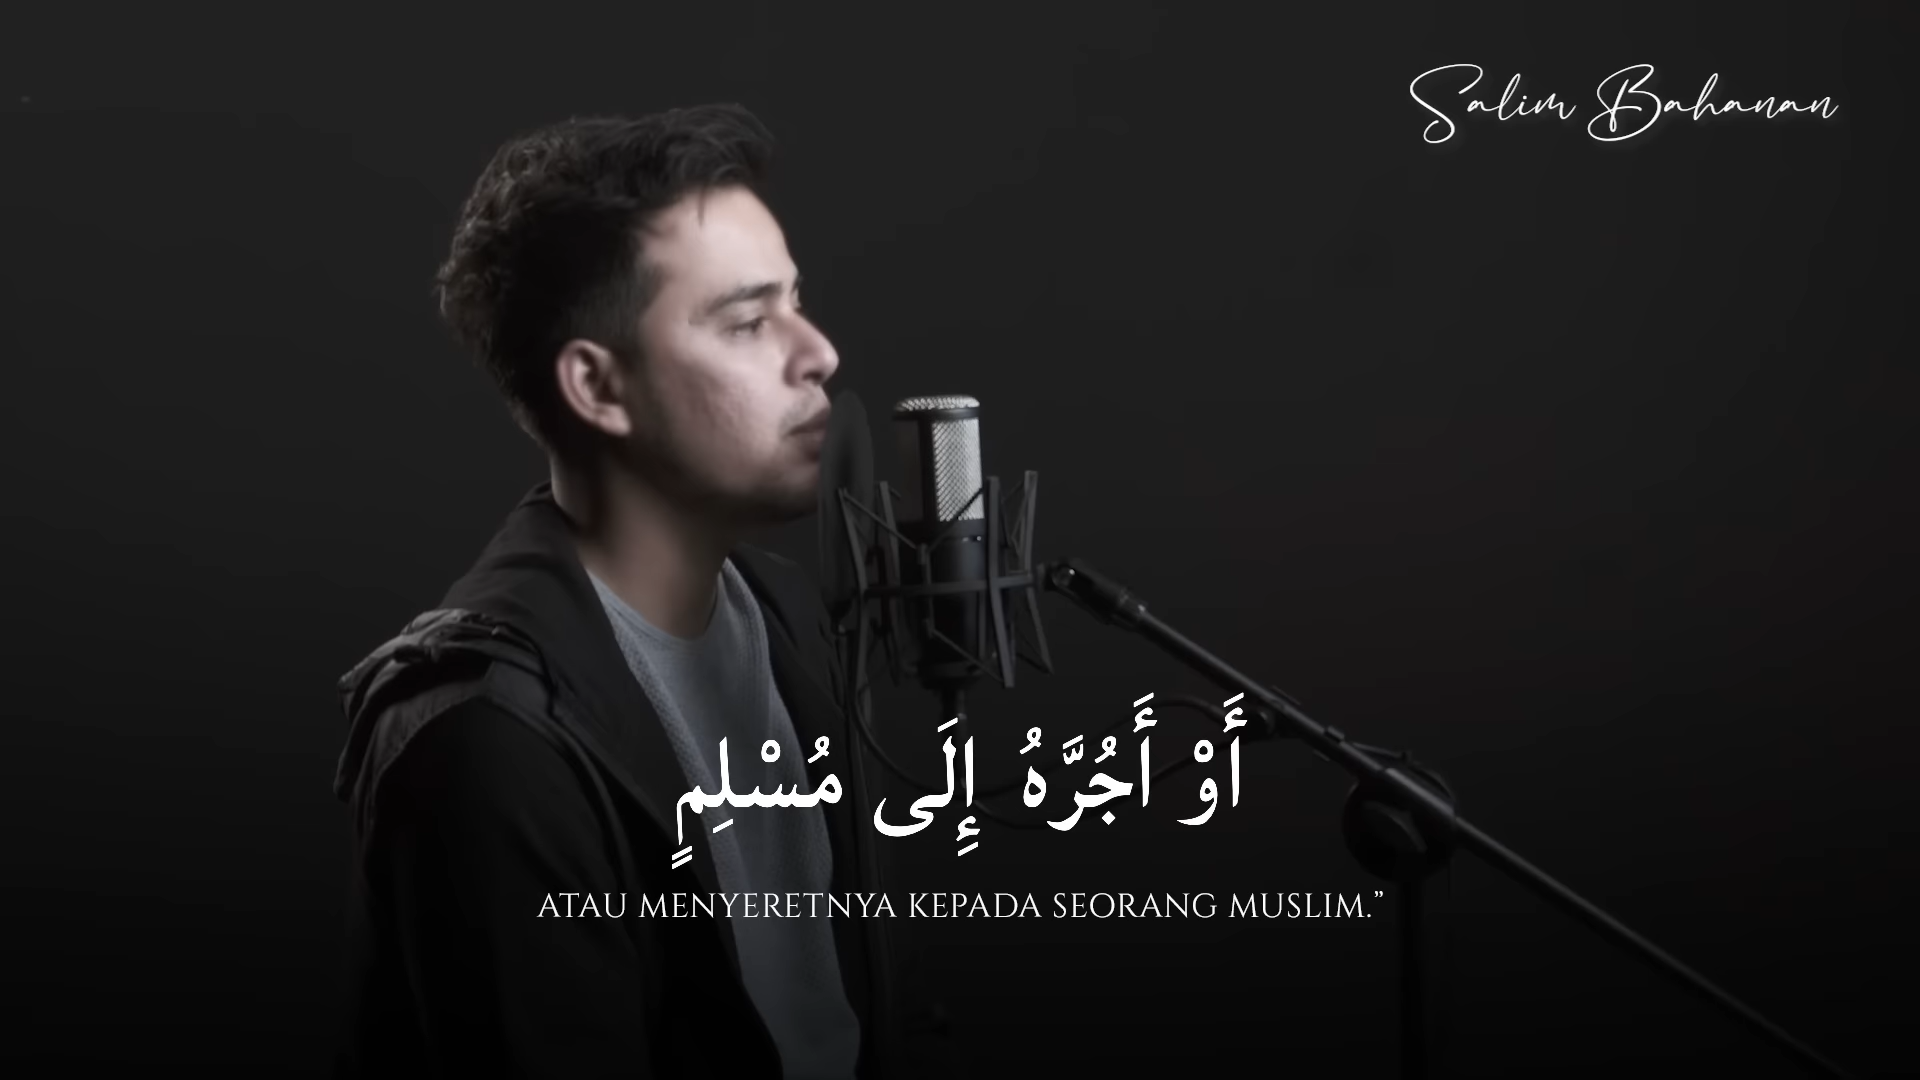 Salim Bahanan
أَوْ أَجُرَّهُ إِلَى مُسْلِمٍ
ATAU MENYERETNYA KEPADA SEORANG MUSLIM.”